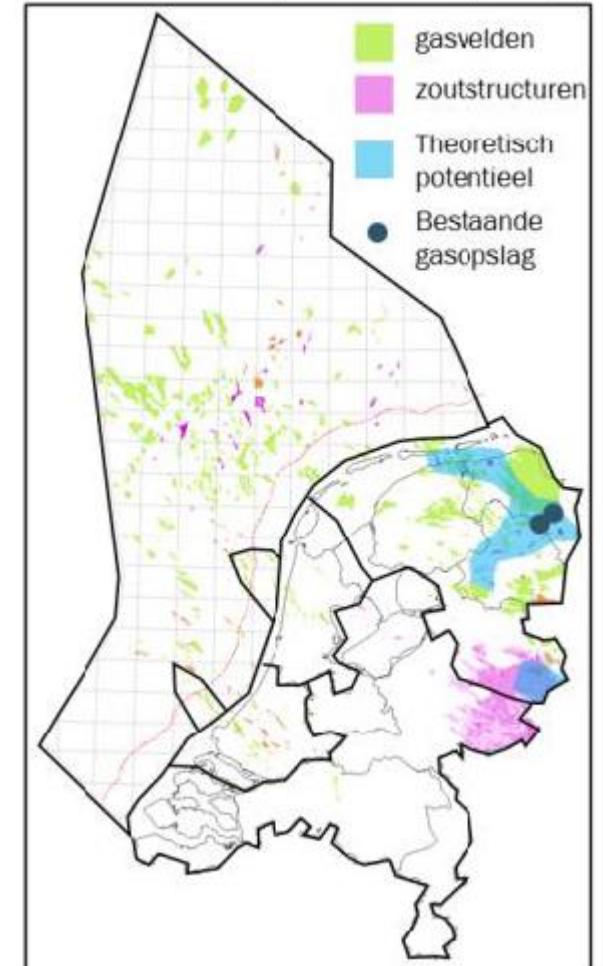 gasvelden
zoutstructuren
Theoretisch
potentieel
Bestaande
gasopslag